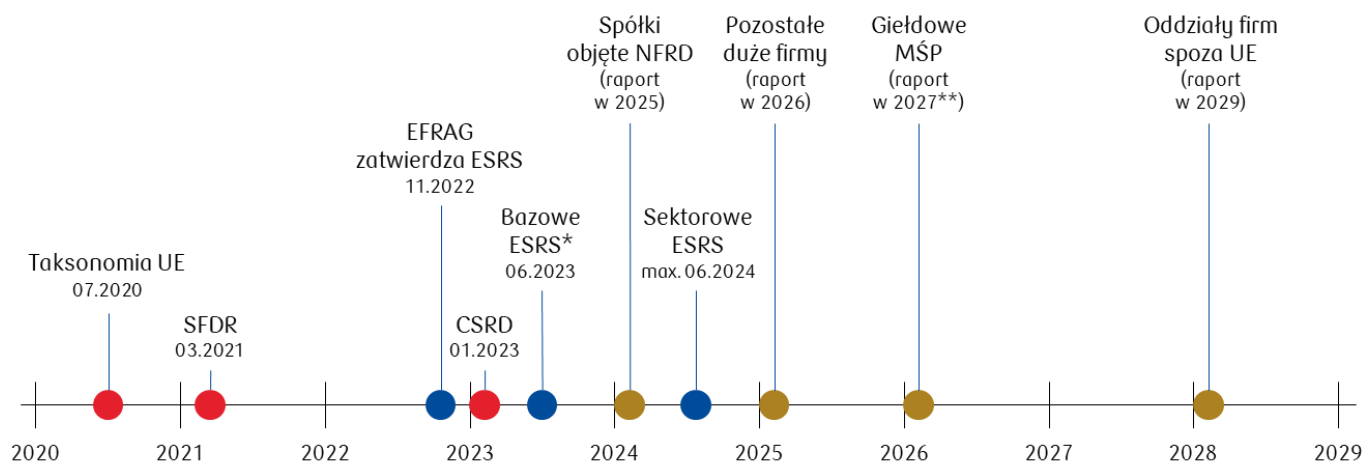 Taksonomia UE
07.2020
SFDR
03.2021
EFRAG
zatwierdza ESRS
11.2022
CSRD
01.2023
Bazowe
ESRS*
06.2023
Spółki
objęte NFRD
(raport
w 2025)
Sektorowe
ESRS
max. 06.2024
Pozostałe
duże firmy
(raport
w 2026)
Giełdowe
MŚP
(raport
w 2027**)
Oddziały firm
spoza UE
(raport
w 2029)
2020
2021
2022
2023
2024
2025
2026
2027
2028
2029